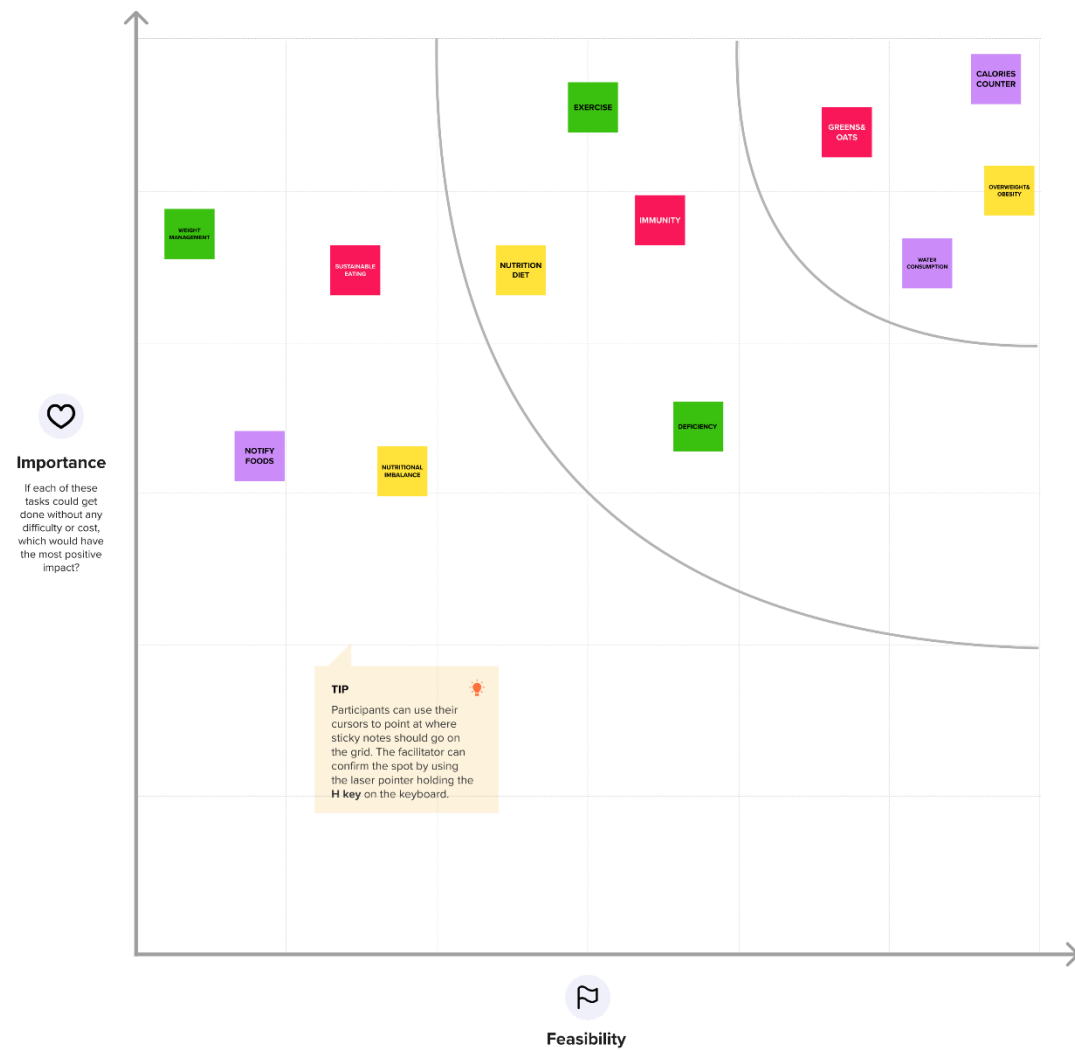 CALORIES
COUNTER
EXERCISE
GREENS&
OATS
OVERWEIGHT&
OBESITY
IMMUNITY
WEIGHT
MANAGEMENT
SUSTAINABLE
EATING
NUTRITION
DIET
WATER
CONSUMPTION
DEFICIENCY
NOTIFY
FOODS
NUTRITIONAL
IMBALANCE
Importance
If each of these
tasks could get
done without any
difficulty or cost,
which would have
the most positive
impact?
TIP
Participants can use their
cursors to point at where
sticky notes should go on
the grid. The facilitator can
confirm the spot by using
the laser pointer holding the
H key on the keyboard.
Feasibility